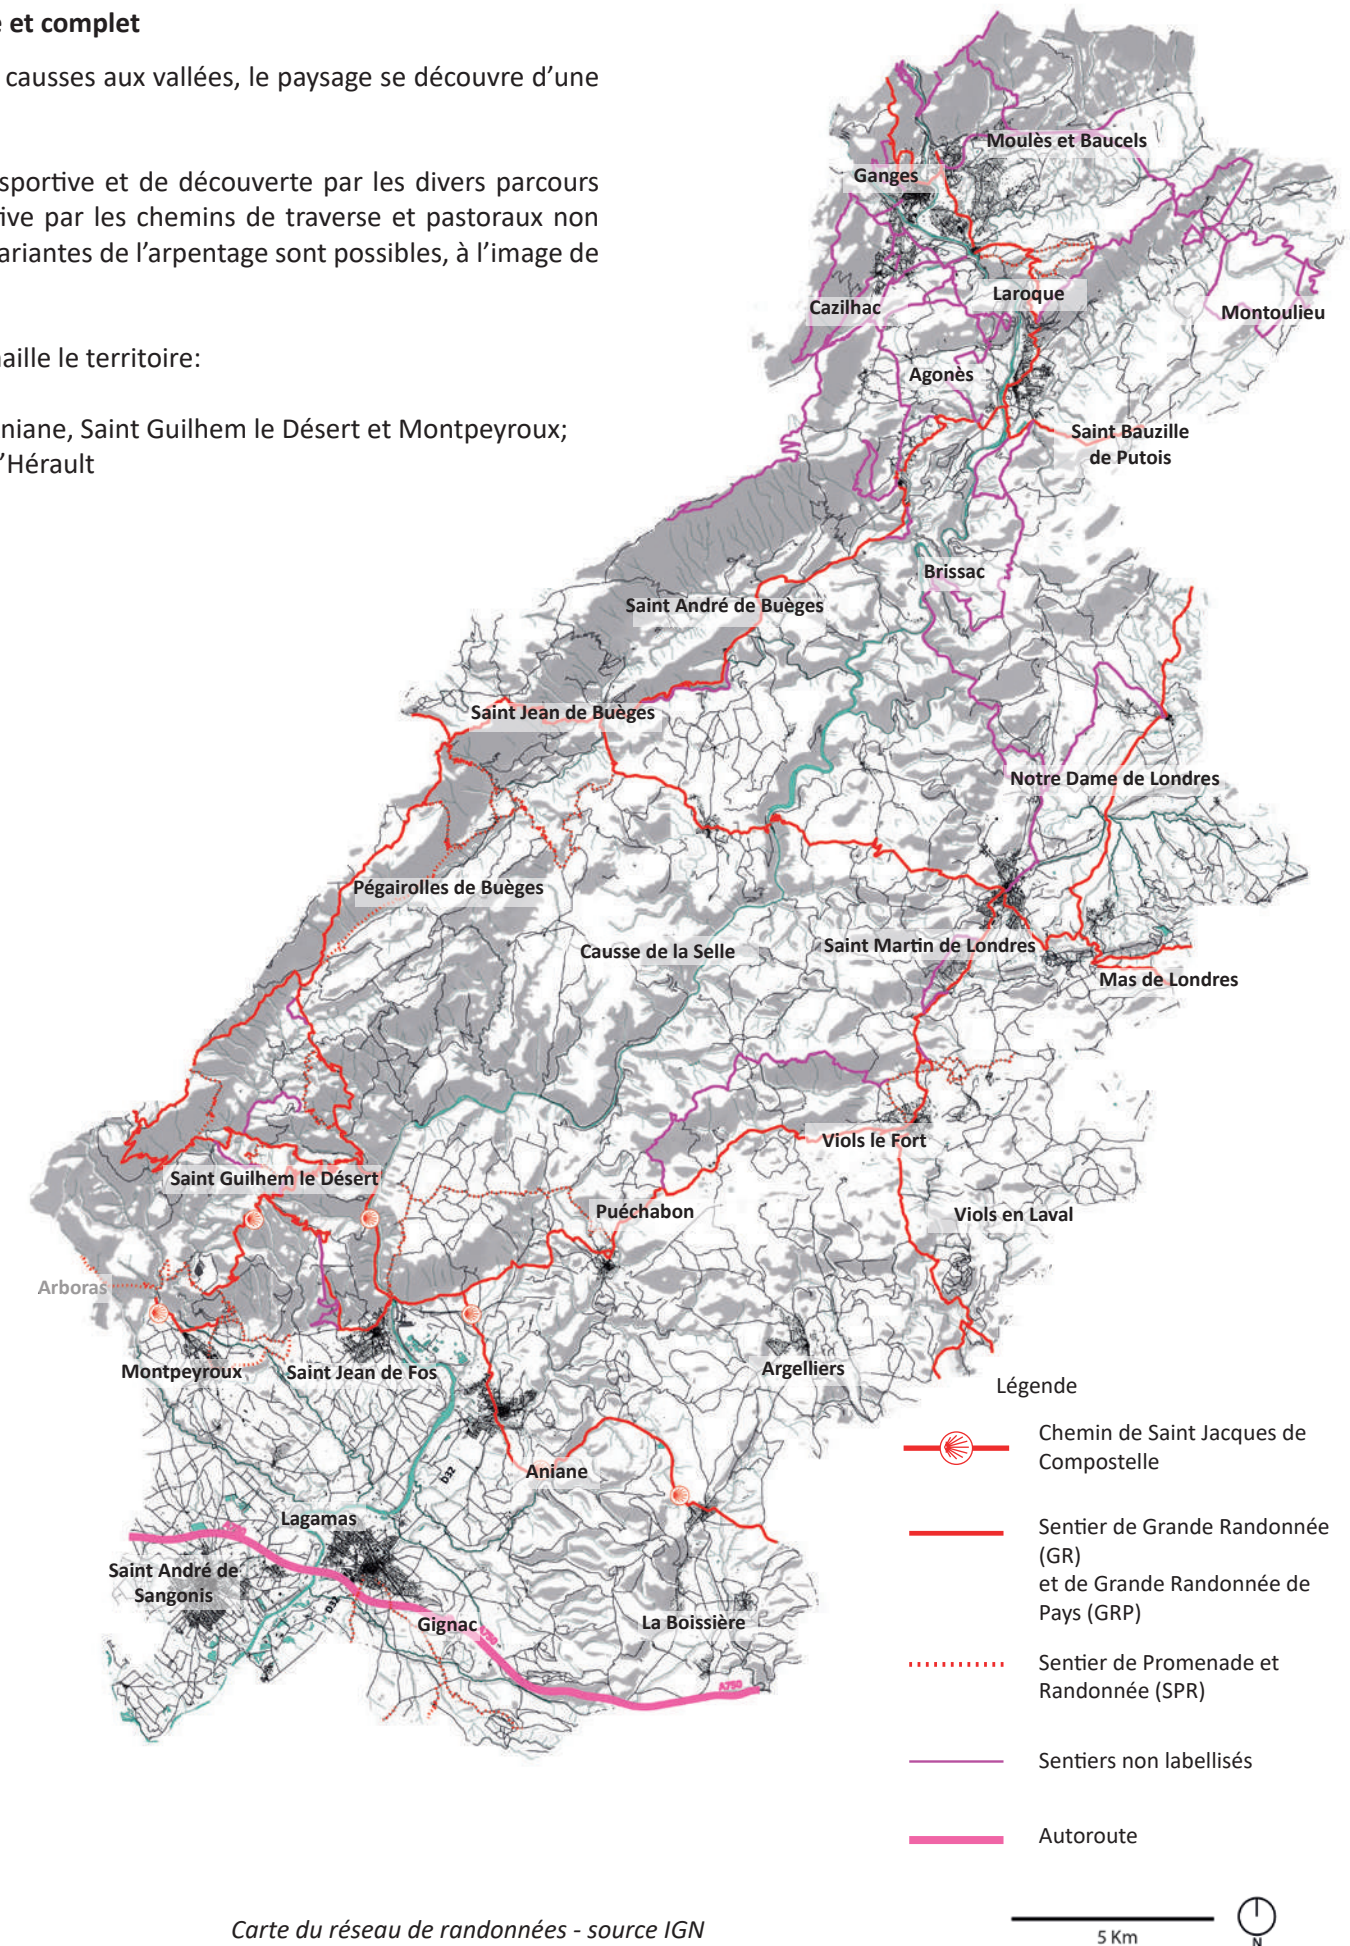 e et complet
causses aux vallées, le paysage se découvre d’une
sportive et de découverte par les divers parcours
ive par les chemins de traverse et pastoraux non
ariantes de l’arpentage sont possibles, à l’image de
naille le territoire:
niane, Saint Guilhem le Désert et Montpeyroux;
l’Hérault
Moulès et Baucels
Ganges
Laroque
Cazilhac
Montoulieu
Agonès
Saint Bauzille
de Putois
Brissac
Saint André de Buèges
Saint Jean de Buèges
Notre Dame de Londres
Pégairolles de Buèges
Causse de la Selle
Saint Martin de Londres
Mas de Londres
Viols le Fort
Saint Guilhem le Désert
Puéchabon
Viols en Laval
Arboras
Montpeyroux
Saint Jean de Fos
Argelliers
Aniane
D32
Lagamas
A750
Saint André de
Sangonis
D32
Gignac
A750
La Boissière
A750
Légende
Chemin de Saint Jacques de
Compostelle
Sentier de Grande Randonnée
(GR)
et de Grande Randonnée de
Pays (GRP)
Sentier de Promenade et
Randonnée (SPR)
Sentiers non labellisés
Autoroute
Carte du réseau de randonnées - source IGN
5 Km
N